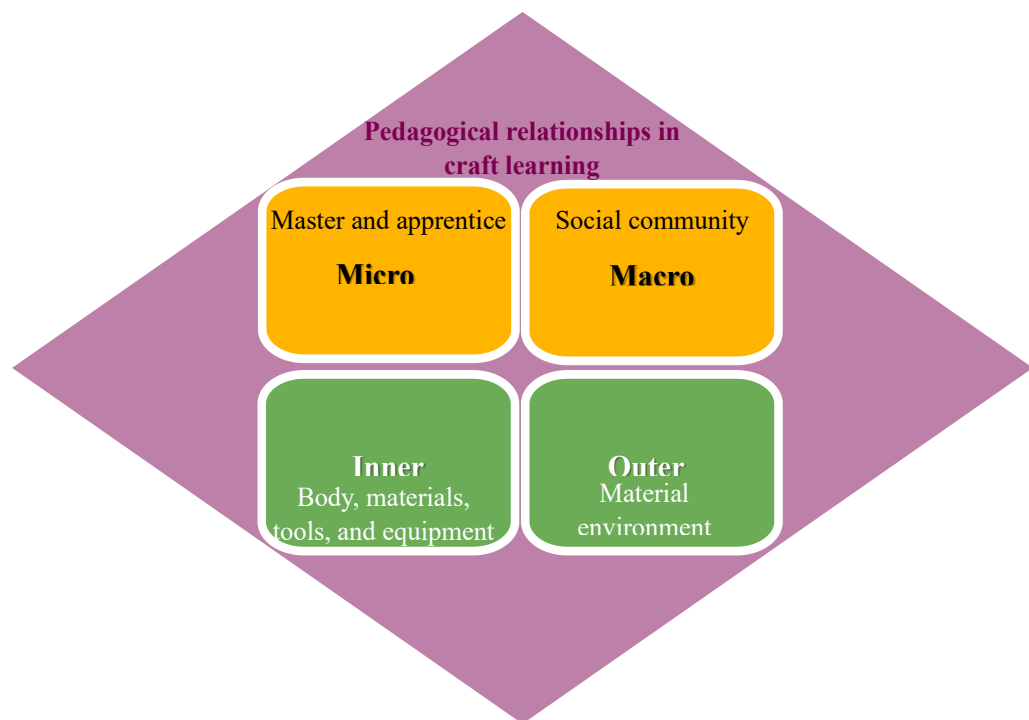 Pedagogical relationships in
craft learning
Master and apprentice
Micro
Social community
Macro
Inner
Body, materials,
tools, and equipment
Outer
Material
environment